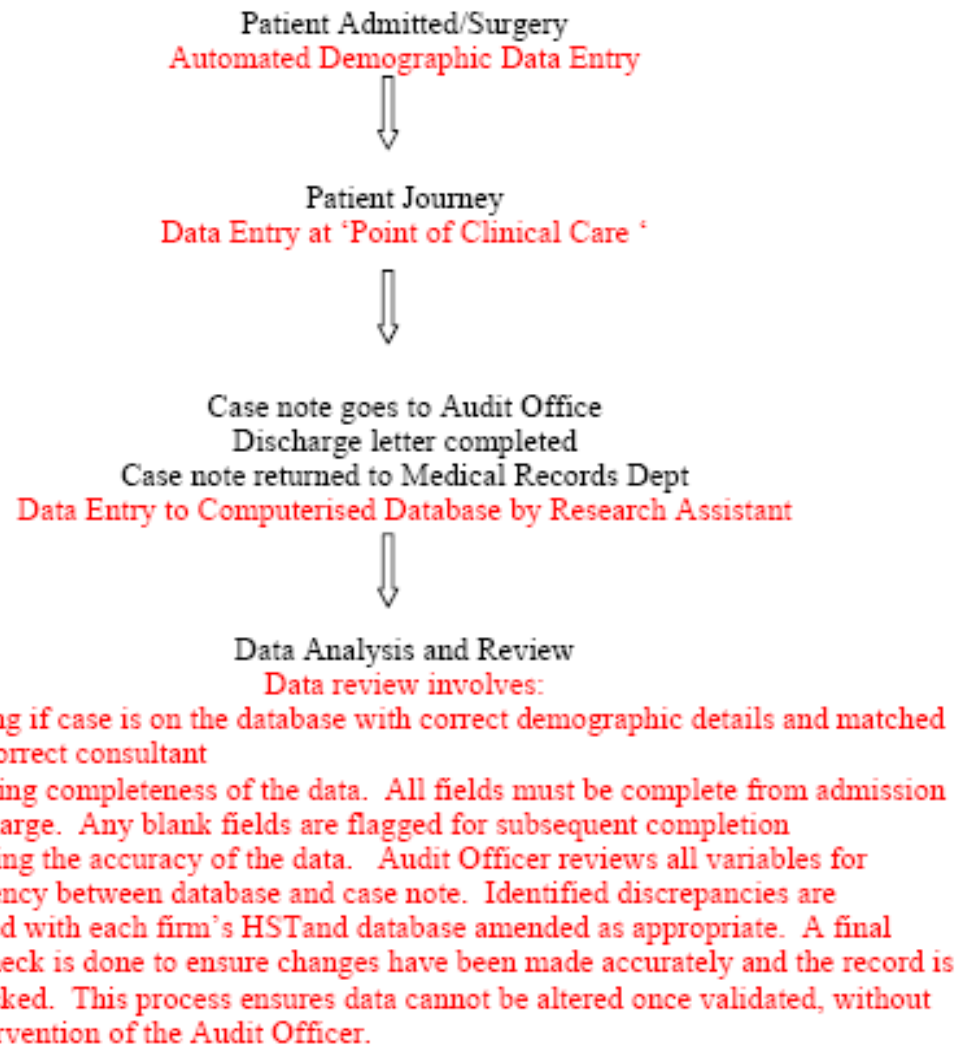 Patient Admitted/Surgery
Automated Demographic Data Entry
Patient Journey
Data Entry at ‘Point of Clinical Care ‘
Case note goes to Audit Office
Discharge letter completed
Case note returned to Medical Records Dept
Data Entry to Computerised Database by Research Assistant
Data Analysis and Review
Data review involves:
if case is on the database with correct demographic details and matched
consultant
completeness of the data.  All fields must be complete from admission
Any blank fields are flagged for subsequent completion
the accuracy of the data.   Audit Officer reviews all variables for
between database and case note.  Identified discrepancies are
with each firm’s HSTand database amended as appropriate.  A final
is done to ensure changes have been made accurately and the record is
This process ensures data cannot be altered once validated, without
of the Audit Officer.